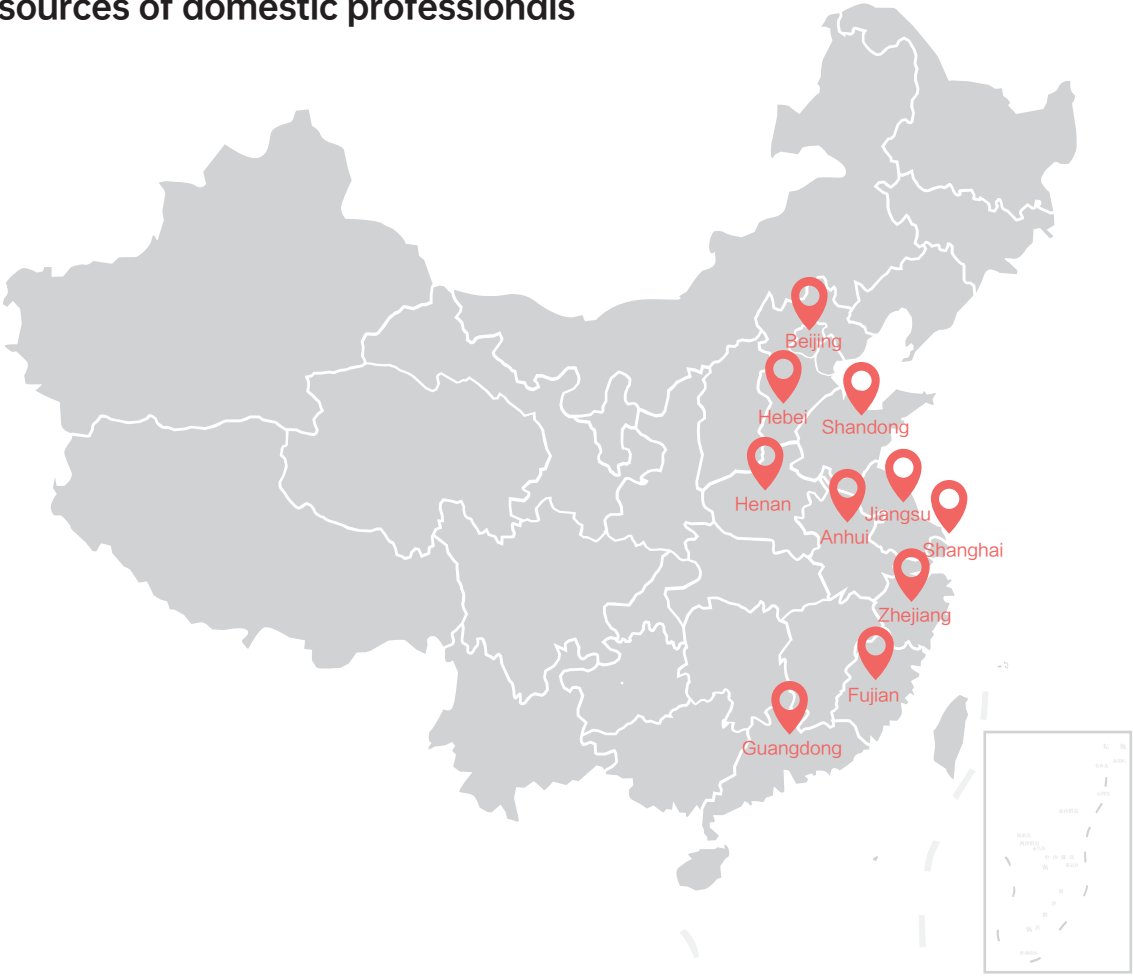 sources of domestic professionals
Beijing
Hebei
Shandong
Henan
Jiangsu
Anhui
Shanghai
Zhejiang
Fujian
Guangdong